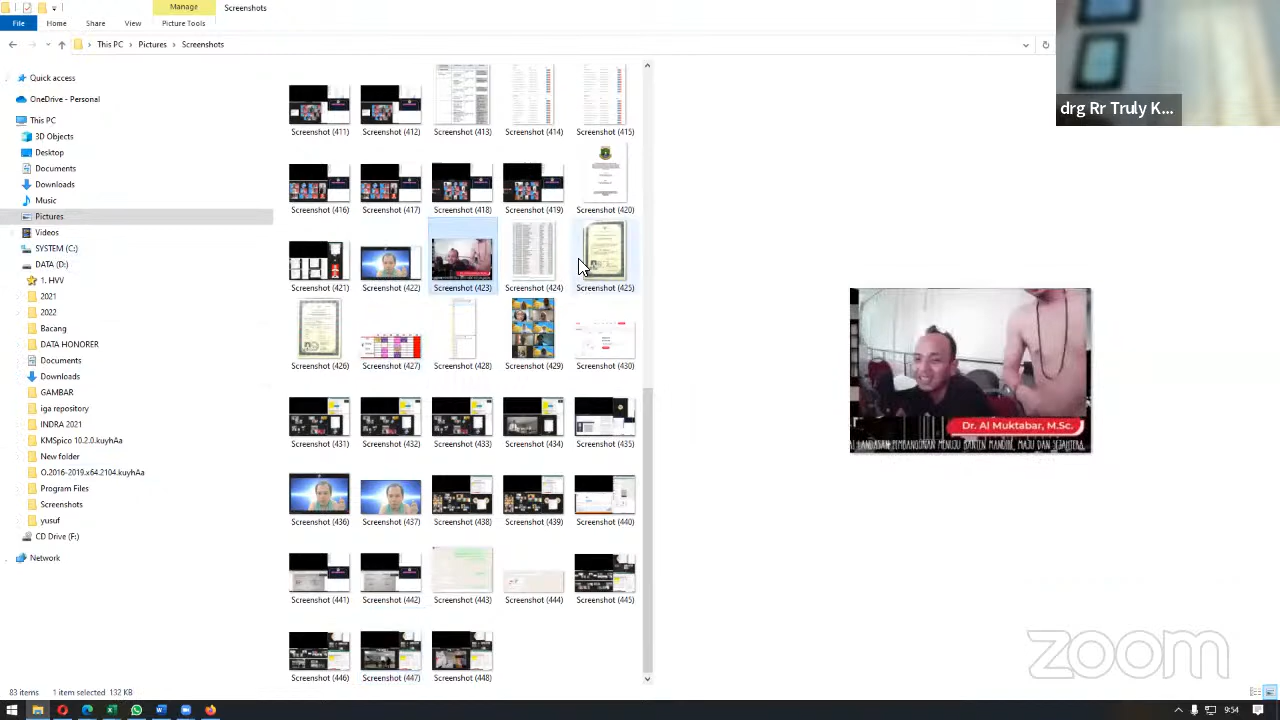 Manage
Screenshots
File
Home
Share
View
Picture Tools
This PC
Pictures
Screenshots
drg Rr Truly K...
Quick access
OneDrive - Personal
This PC
3D Objects
Desktop
Documents
Downloads
Music
Pictures
Videos
SYSTEM (C:)
DATA (D:)
1. HVV
2021
Bacang
DATA HONORER
Documents
Downloads
GAMBAR
iga repository
INDRA 2021
KMSpico 10.2.0.kuyhAa
New folder
O.2016-2019.x64.2104.kuyhAa
Program Files
Screenshots
yusuf
CD Drive (F:)
Network
Screenshot (411)
Screenshot (412)
Screenshot (413)
Screenshot (414)
Screenshot (415)
Screenshot (416)
Screenshot (417)
Screenshot (418)
Screenshot (419)
Screenshot (420)
Screenshot (421)
Screenshot (422)
Screenshot (423)
Screenshot (424)
Screenshot (425)
Screenshot (426)
Screenshot (427)
Screenshot (428)
Screenshot (429)
Screenshot (430)
Screenshot (431)
Screenshot (432)
Screenshot (433)
Screenshot (434)
Screenshot (435)
Screenshot (436)
Screenshot (437)
Screenshot (438)
Screenshot (439)
Screenshot (440)
Screenshot (441)
Screenshot (442)
Screenshot (443)
Screenshot (444)
Screenshot (445)
Screenshot (446)
Screenshot (447)
Screenshot (448)
Dr. Al Muktabar, M.Sc.
LANDASAN PEMBANGUNAN MENUJU BANTEN MANDIRI, MAJU DAN SEJAHTERA
zoom
83 items
1 item selected 132 KB
9:54